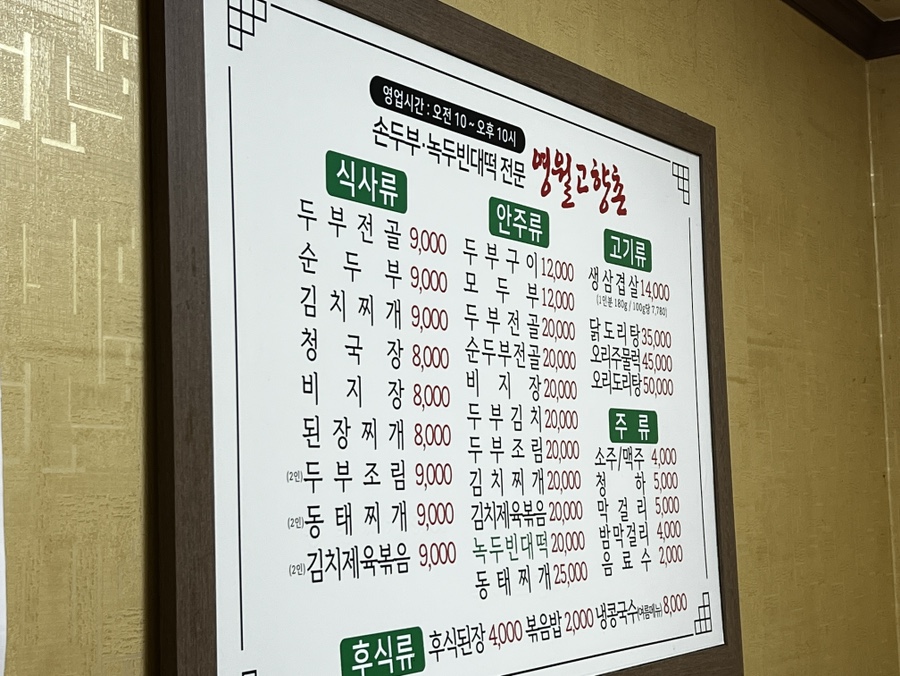 영업시간 : 오전 10 ~ 오후 10시
손두부·녹두빈대떡 전문 영월고향촌
식사류
두부전골 9,000
순두부 9,000
김치찌개 9,000
청국장 8,000
비지장 8,000
된장찌개 8,000
(2인) 두부조림 9,000
(2인) 동태찌개 9,000
(2인) 김치제육볶음 9,000
안주류
두부구이 12,000
모두부 12,000
두부전골 20,000
순두부전골 20,000
비지장 20,000
두부김치 20,000
두부조림 20,000
김치찌개 20,000
김치제육볶음 20,000
녹두빈대떡 20,000
동태찌개 25,000
고기류
생삼겹살 14,000
(1인분 180g / 100g당 7,780)
닭도리탕 35,000
오리주물럭 45,000
오리도리탕 50,000
주류
소주/맥주 4,000
청하 5,000
막걸리 5,000
밤막걸리 4,000
음료수 2,000
후식류 후식된장 4,000 볶음밥 2,000 냉콩국수(여름메뉴) 8,000